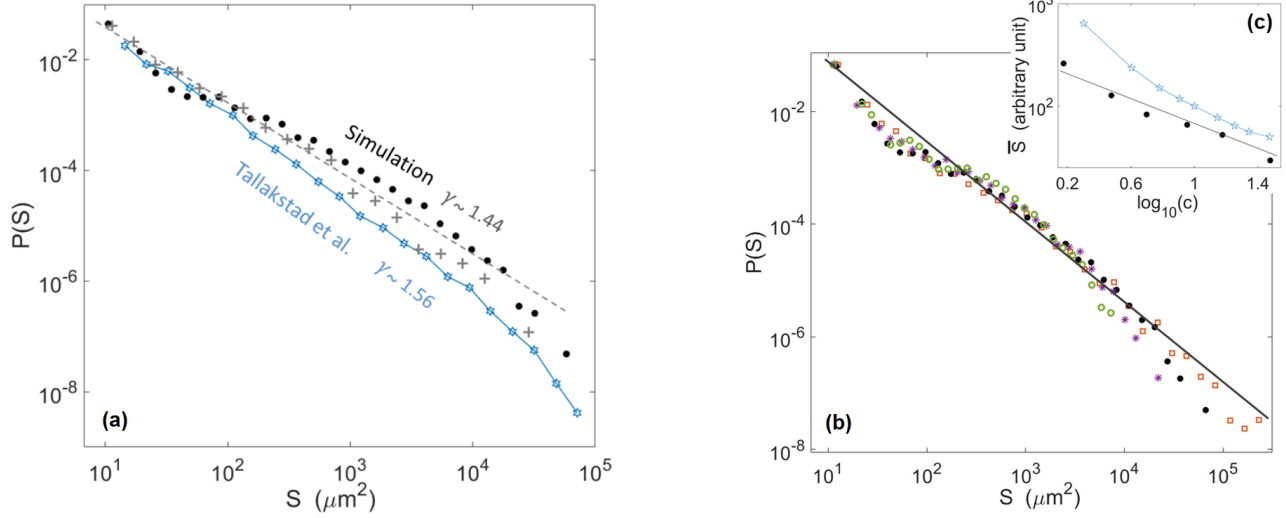 10^-2
10^-4
10^-6
10^-8
P(S)
Simulation
γ ~ 1.44
Tallakstad et al.
γ ~ 1.56
(a)
10^1
10^2
10^3
10^4
10^5
S (μm^2)
10^-2
10^-4
10^-6
10^-8
P(S)
(b)
10^1
10^2
10^3
10^4
10^5
S (μm^2)
10^3
10^2
S̅ (arbitrary unit)
(c)
0.2
0.6
1
1.4
log_10(c)